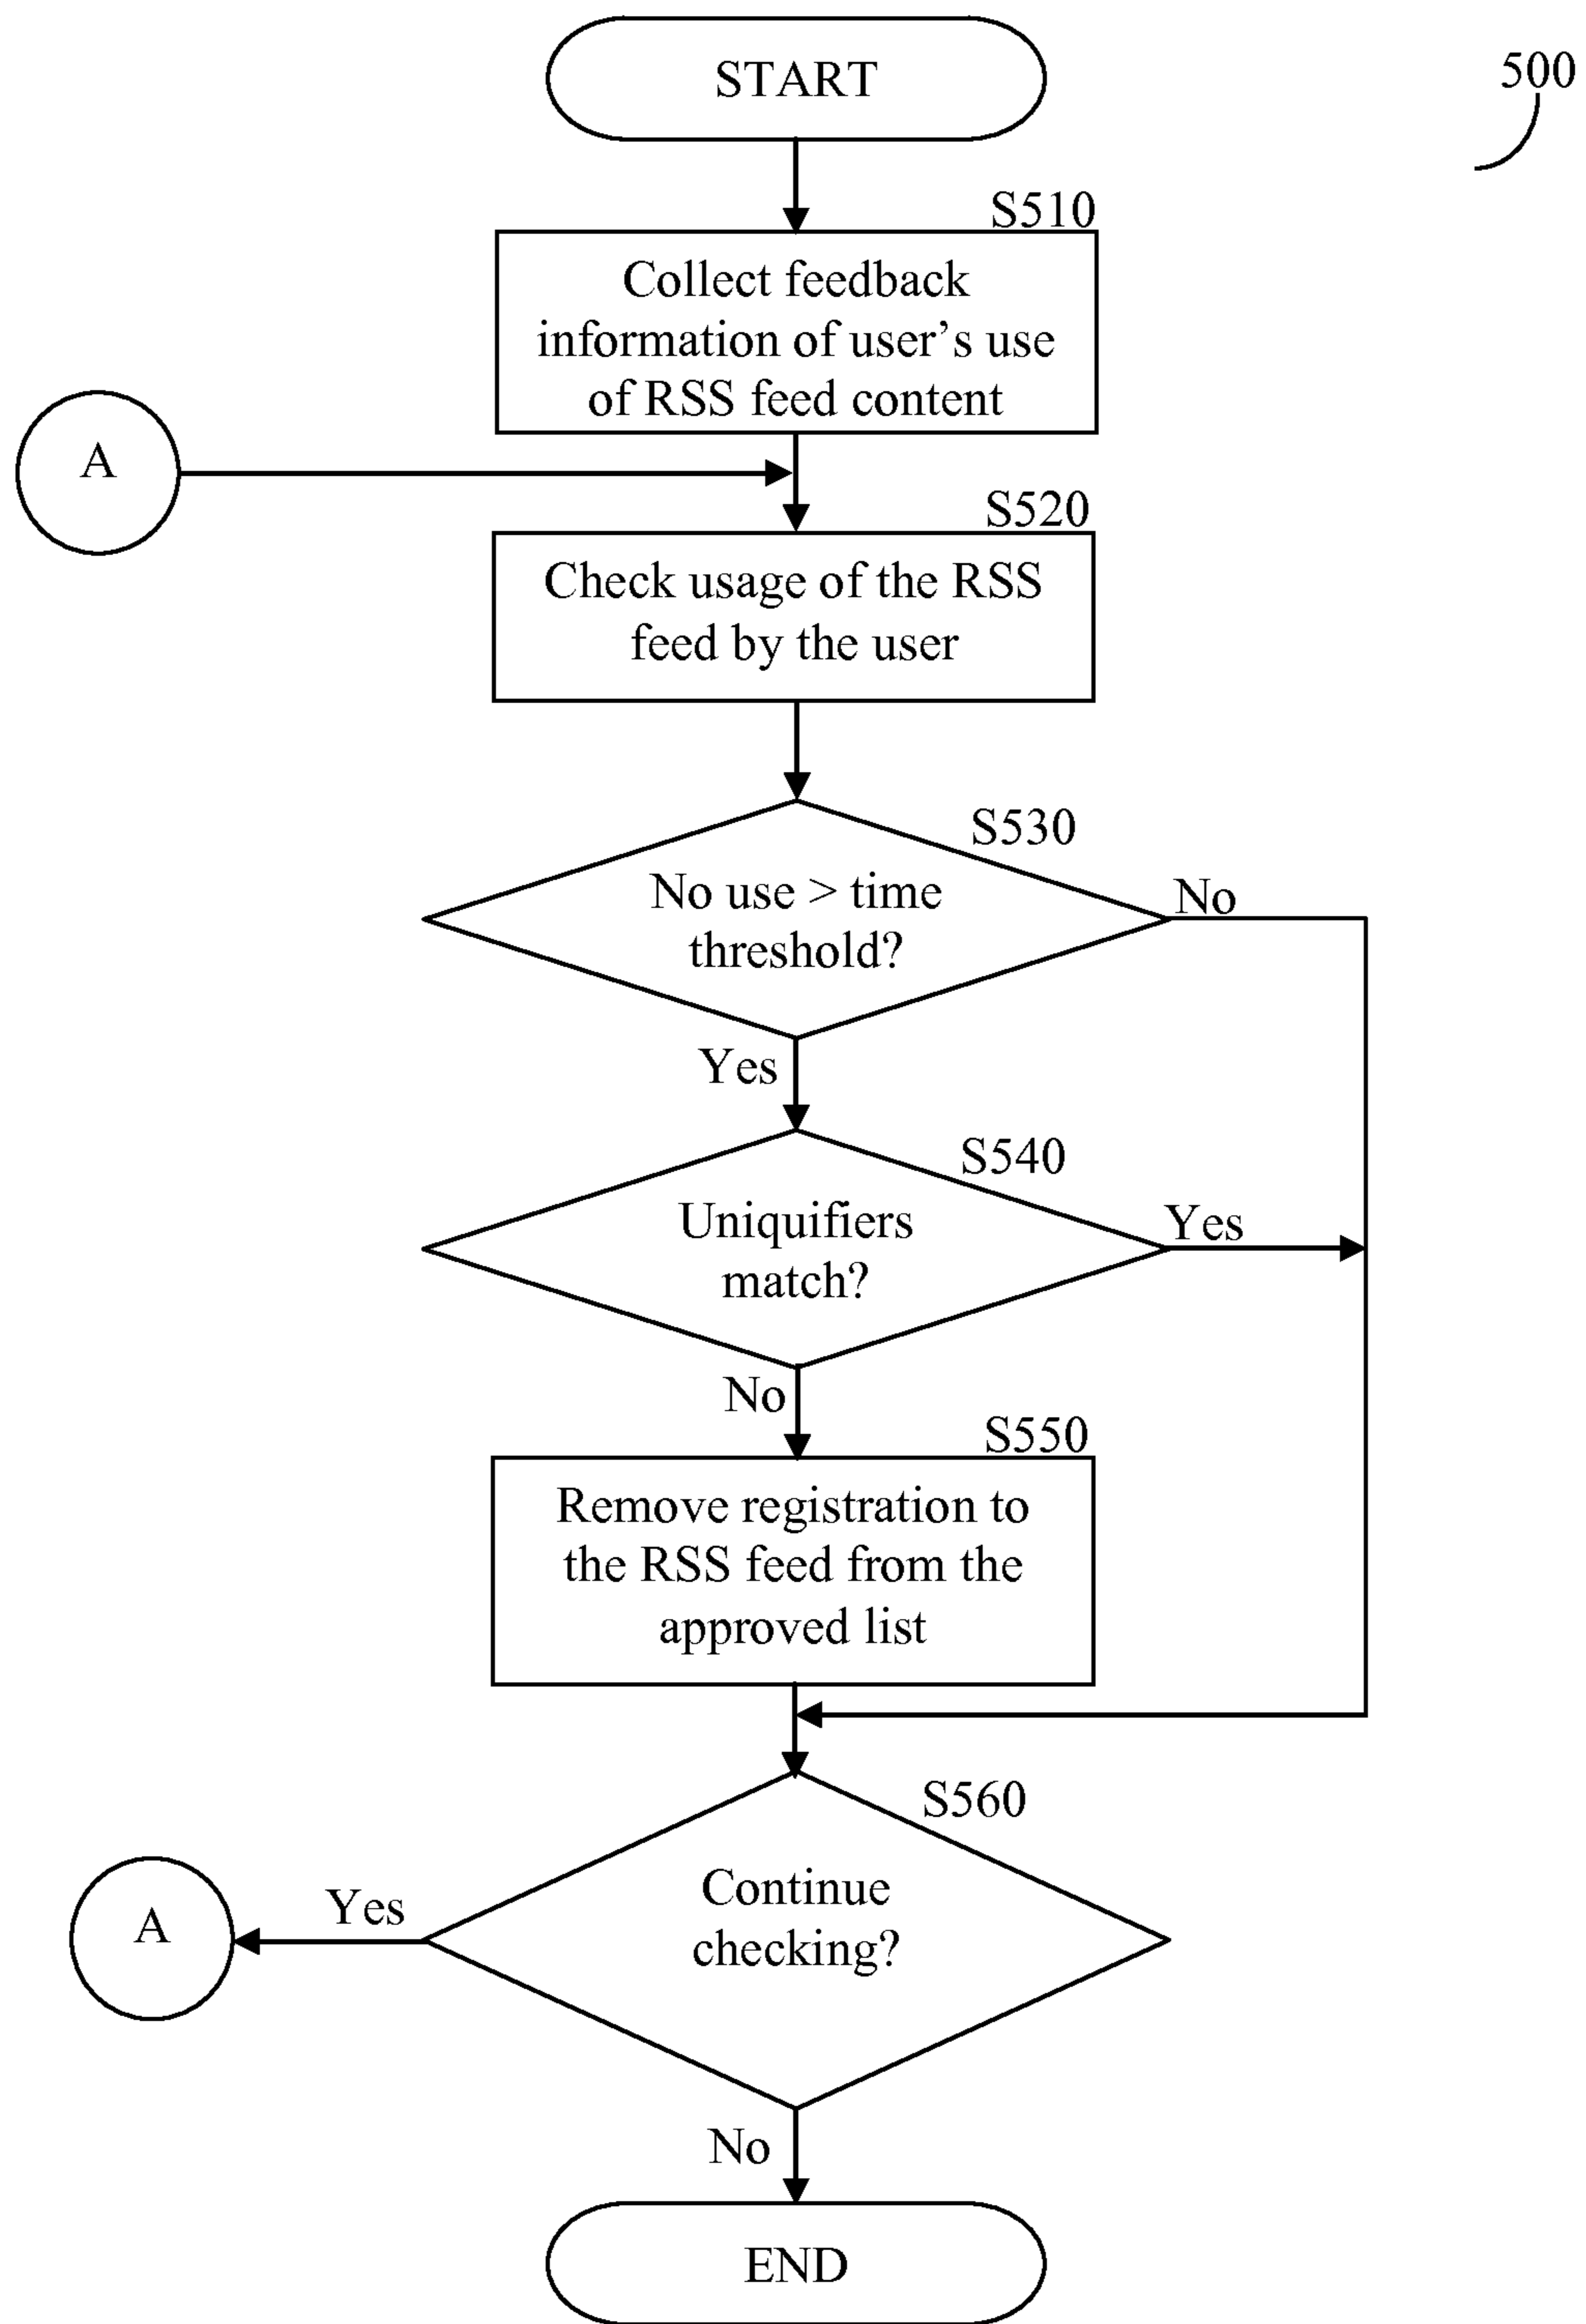 START
500
S510
Collect feedback
information of user's use
of RSS feed content
A
S520
Check usage of the RSS
feed by the user
S530
No use > time
threshold?
No
Yes
S540
Uniquifiers
match?
Yes
No
S550
Remove registration to
the RSS feed from the
approved list
S560
Continue
checking?
Yes
A
No
END